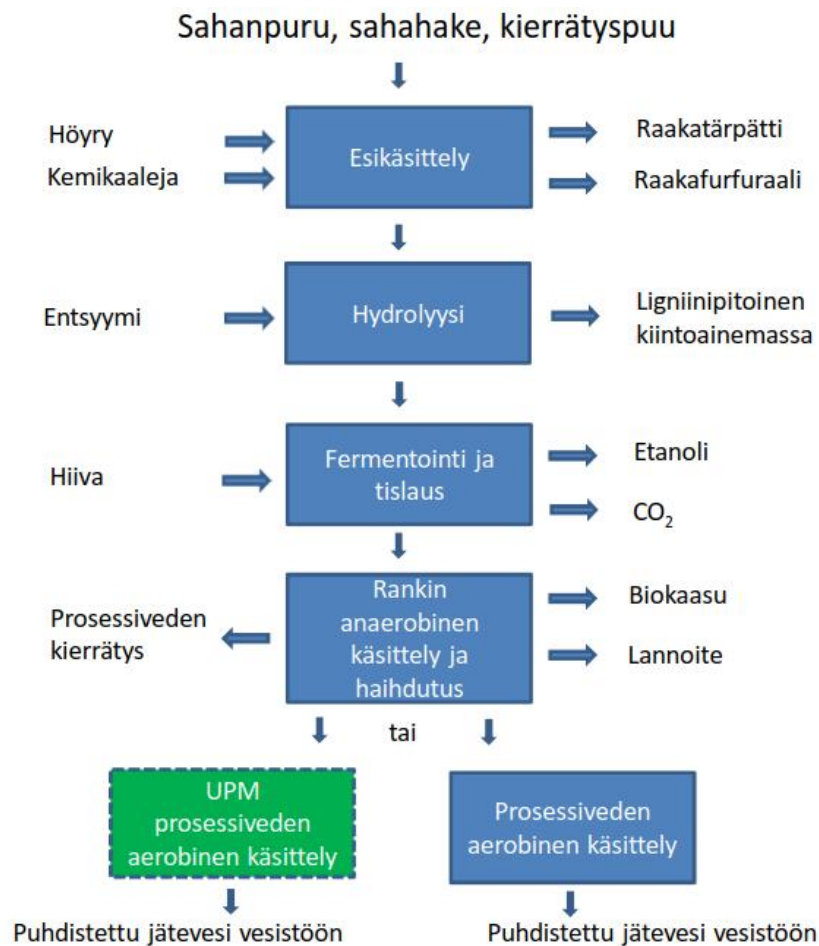 Sahanpuru, sahahake, kierrätyspuu
Höyry
Kemikaaleja
Esikäsittely
Raakatärpätti
Raakafurfuraali
Entsyymi
Hydrolyysi
Ligniinipitoinen
kiintoainemassa
Hiiva
Fermentointi ja
tislaus
Etanoli
CO₂
Prosessiveden
kierrätys
Rankin
anaerobinen
käsittely ja
haihdutus
Biokaasu
Lannoite
tai
UPM
prosessiveden
aerobinen käsittely
Prosessiveden
aerobinen käsittely
Puhdistettu jätevesi vesistöön
Puhdistettu jätevesi vesistöön